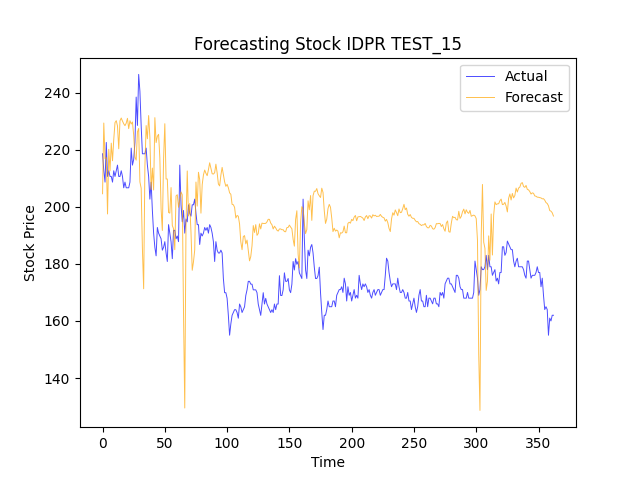 Forecasting Stock IDPR TEST_15
Actual
Forecast
Stock Price
240
220
200
180
160
140
0 50 100 150 200 250 300 350
Time